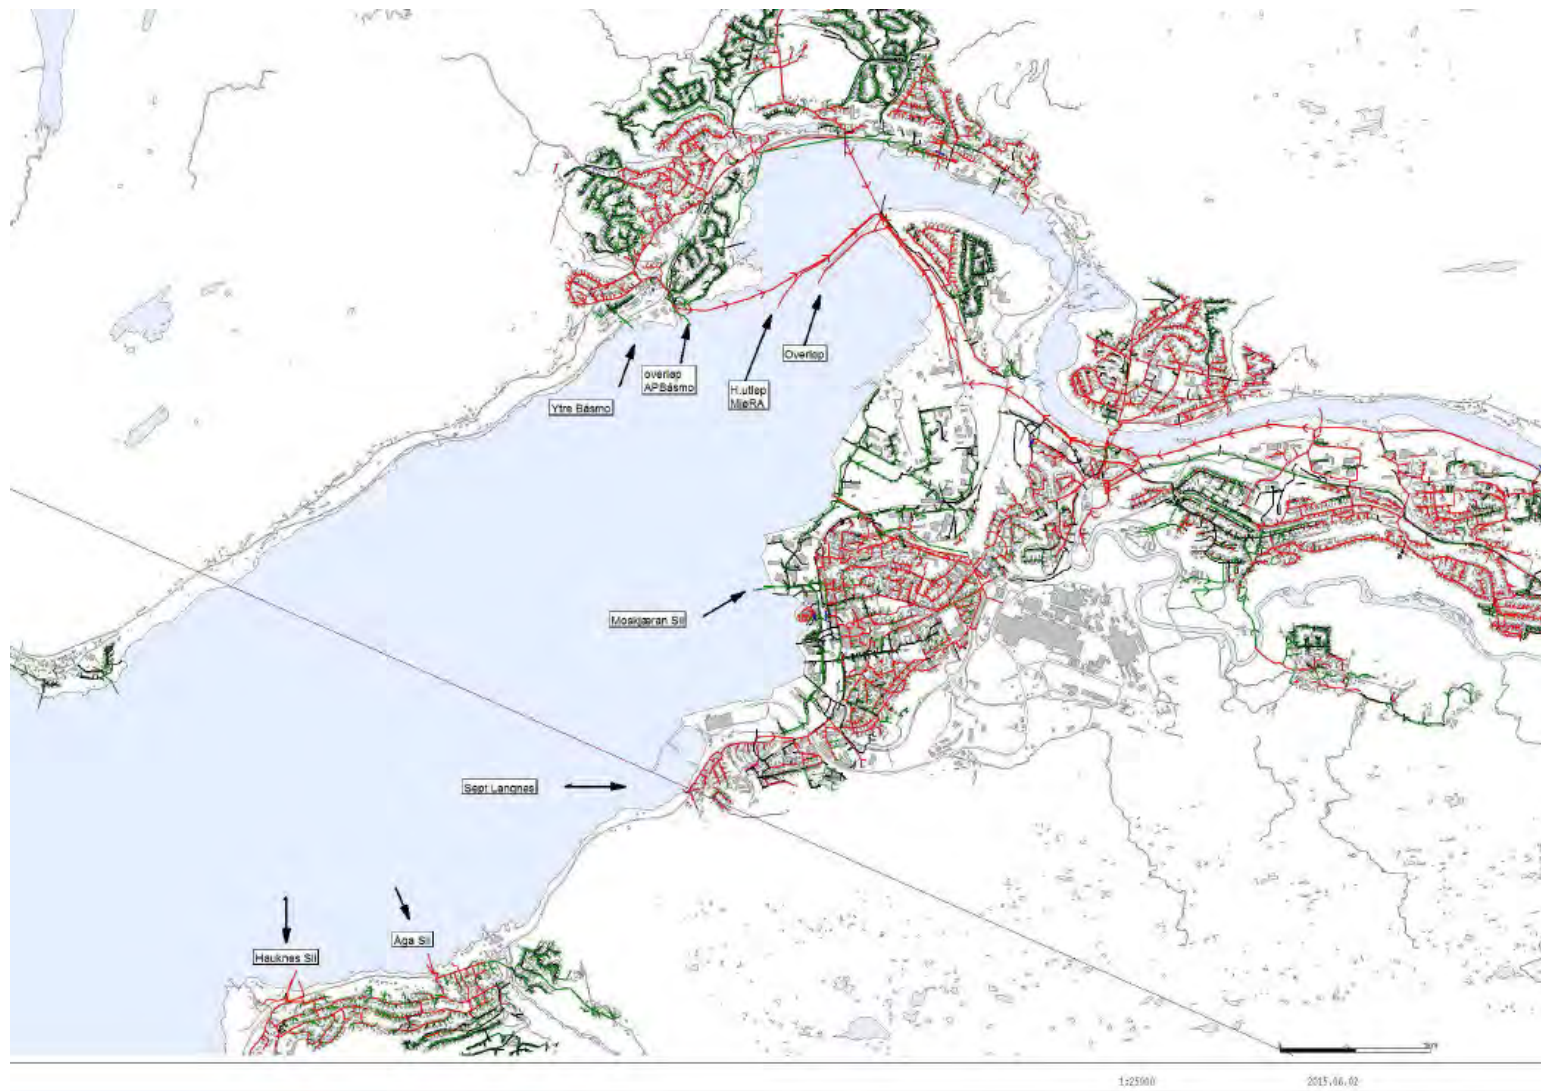 Overløp
overløp
APBåsmo
H.utløp
MiøRA
Ytre Båsmo
Moskjæran Sil
Sept Langnes
Åga Sil
Hauknes Sil
1:25000
2015.06.02